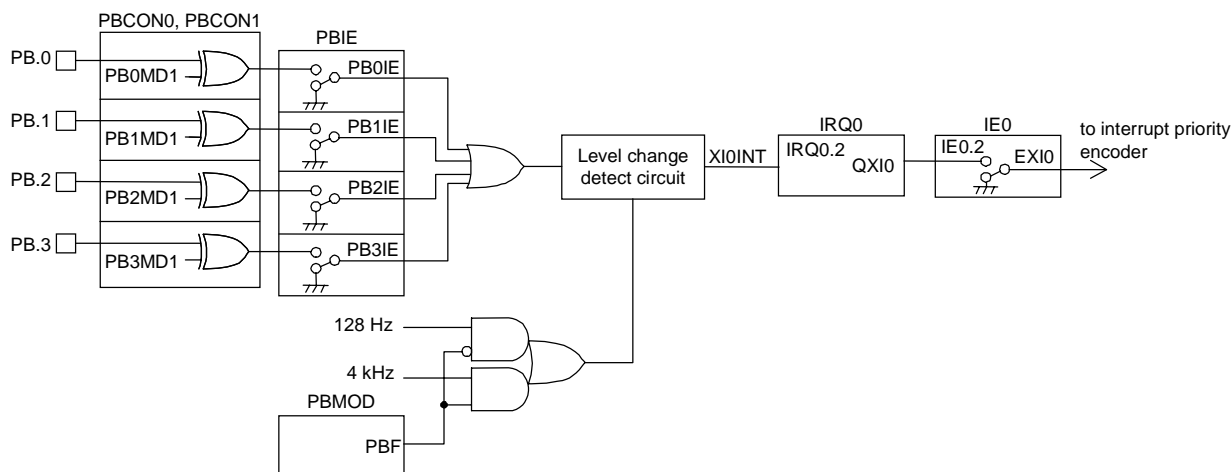 PBCON0, PBCON1
PB.0
PB0MD1
PB.1
PB1MD1
PB.2
PB2MD1
PB.3
PB3MD1
PBIE
PB0IE
PB1IE
PB2IE
PB3IE
Level change
detect circuit
XI0INT
IRQ0
IRQ0.2
QXI0
IE0
IE0.2
EXI0
to interrupt priority
encoder
128 Hz
4 kHz
PBMOD
PBF